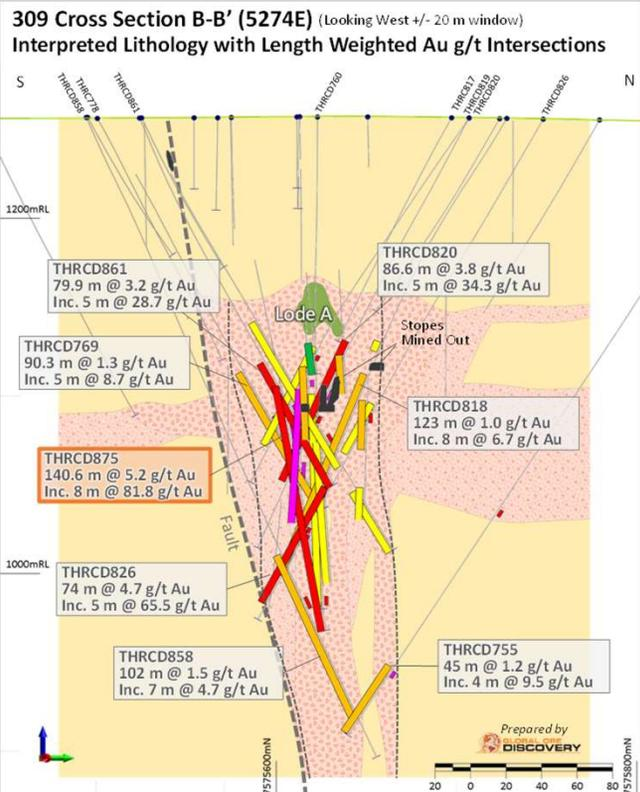 309 Cross Section B-B’ (5274E) (Looking West +/- 20 m window)
Interpreted Lithology with Length Weighted Au g/t Intersections
S
N
THRCD858
THRC778
THRCD861
THRCD760
THRC817
THRCD819
THRCD820
THRCD826
1200mRL
THRCD861
79.9 m @ 3.2 g/t Au
Inc. 5 m @ 28.7 g/t Au
THRCD820
86.6 m @ 3.8 g/t Au
Inc. 5 m @ 34.3 g/t Au
Lode A
Stopes
Mined Out
THRCD769
90.3 m @ 1.3 g/t Au
Inc. 5 m @ 8.7 g/t Au
THRCD818
123 m @ 1.0 g/t Au
Inc. 8 m @ 6.7 g/t Au
THRCD875
140.6 m @ 5.2 g/t Au
Inc. 8 m @ 81.8 g/t Au
Fault
1000mRL
THRCD826
74 m @ 4.7 g/t Au
Inc. 5 m @ 65.5 g/t Au
THRCD858
102 m @ 1.5 g/t Au
Inc. 7 m @ 4.7 g/t Au
THRCD755
45 m @ 1.2 g/t Au
Inc. 4 m @ 9.5 g/t Au
Prepared by
GLOBAL ORE
DISCOVERY
7575600mN
7575800mN
20 0 20 40 60 80